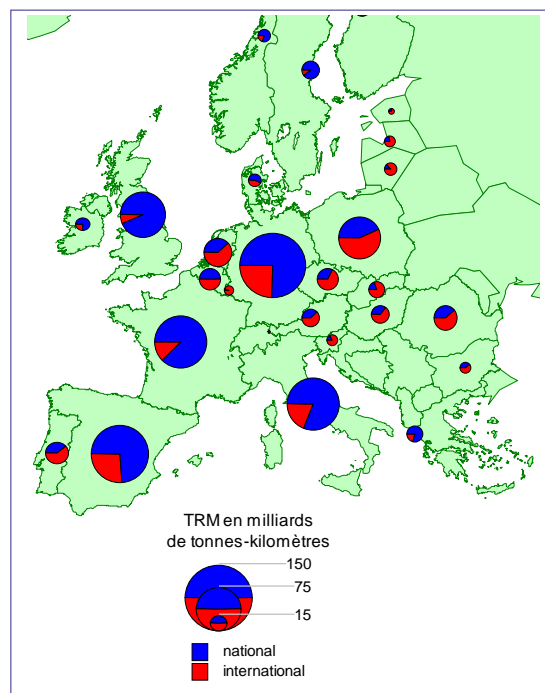 TRM en milliards
de tonnes-kilomètres
150
75
15
national
international